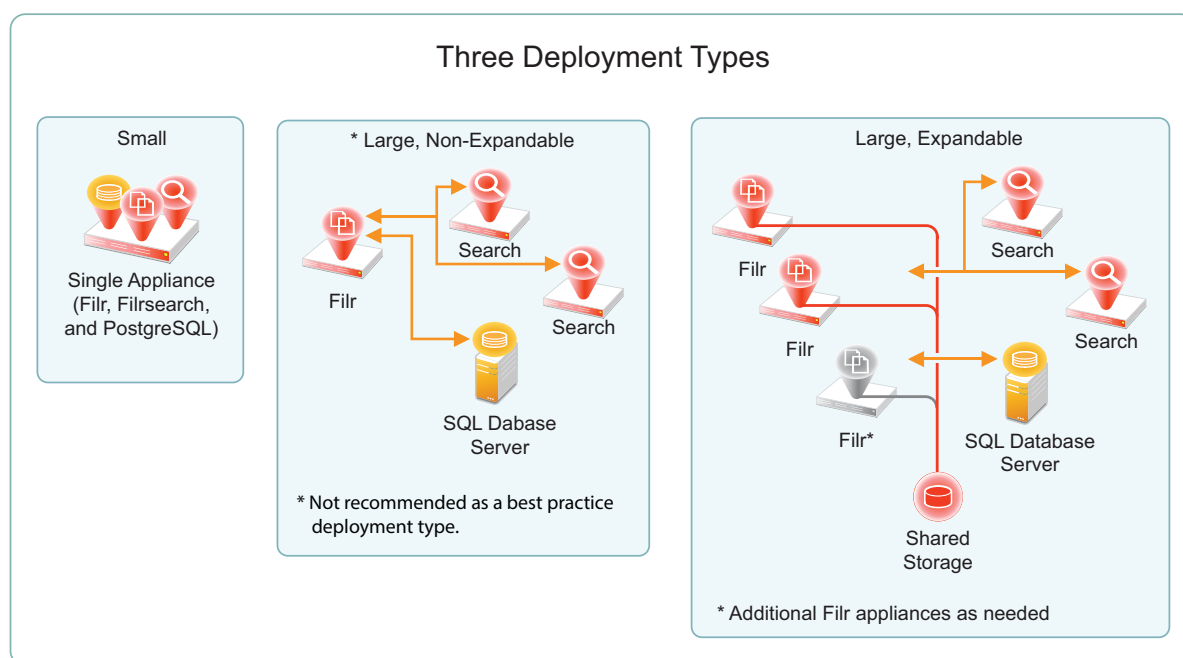 Three Deployment Types
Small
Single Appliance
(Filr, Filrsearch,
and PostgreSQL)
* Large, Non-Expandable
Search
Filr
Search
SQL Dabase
Server
* Not recommended as a best practice
deployment type.
Large, Expandable
Search
Filr
Search
Filr
Filr*
SQL Database
Server
Shared
Storage
* Additional Filr appliances as needed